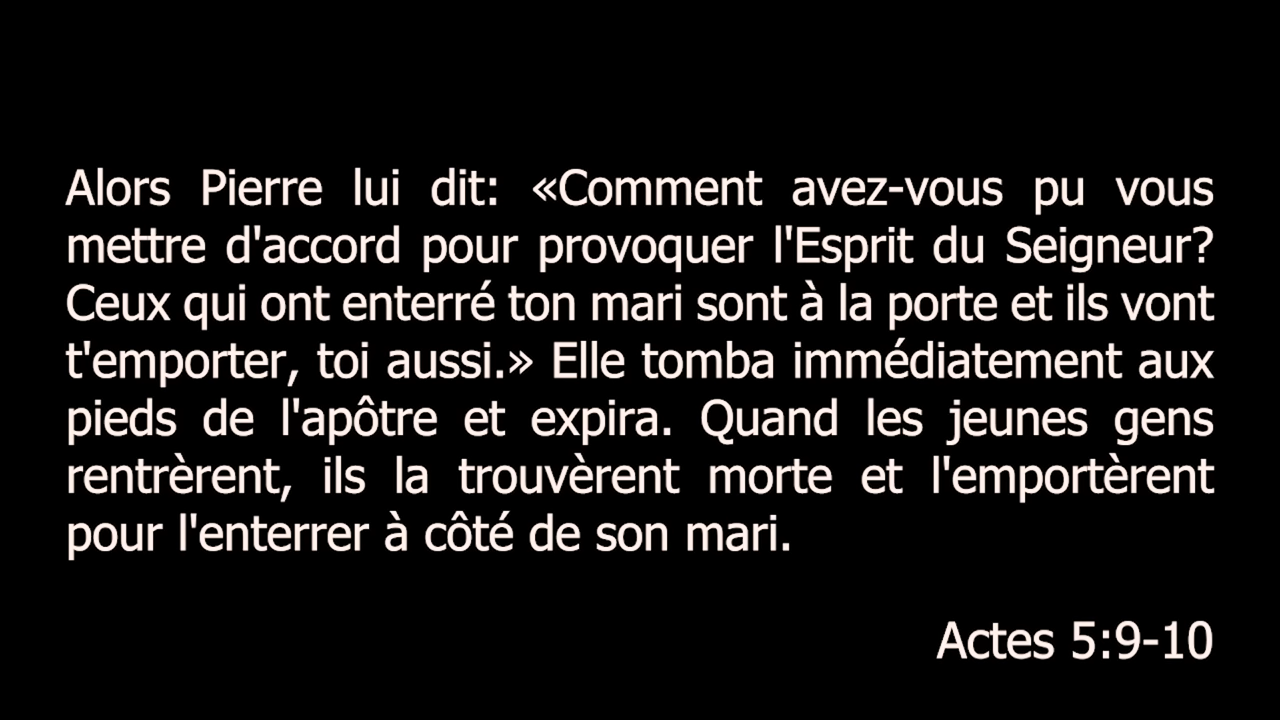 Alors Pierre lui dit: «Comment avez-vous pu vous
mettre d'accord pour provoquer l'Esprit du Seigneur?
Ceux qui ont enterré ton mari sont à la porte et ils vont
t'emporter, toi aussi.» Elle tomba immédiatement aux
pieds de l'apôtre et expira. Quand les jeunes gens
rentrèrent, ils la trouvèrent morte et l'emportèrent
pour l'enterrer à côté de son mari.
Actes 5:9-10